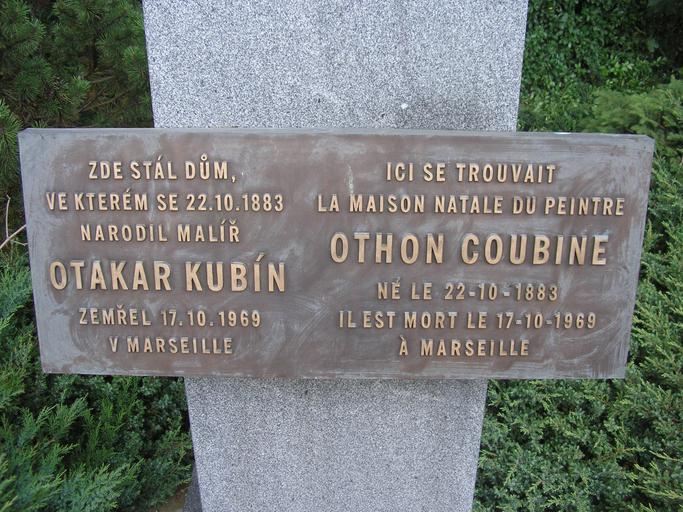 ZDE STÁL DŮM,
VE KTERÉM SE 22.10.1883
NARODIL MALÍŘ
OTAKAR KUBÍN
ZEMŘEL 17.10.1969
V MARSEILLE
ICI SE TROUVAIT
LA MAISON NATALE DU PEINTRE
OTHON COUBINE
NÉ LE 22-10-1883
IL EST MORT LE 17-10-1969
À MARSEILLE